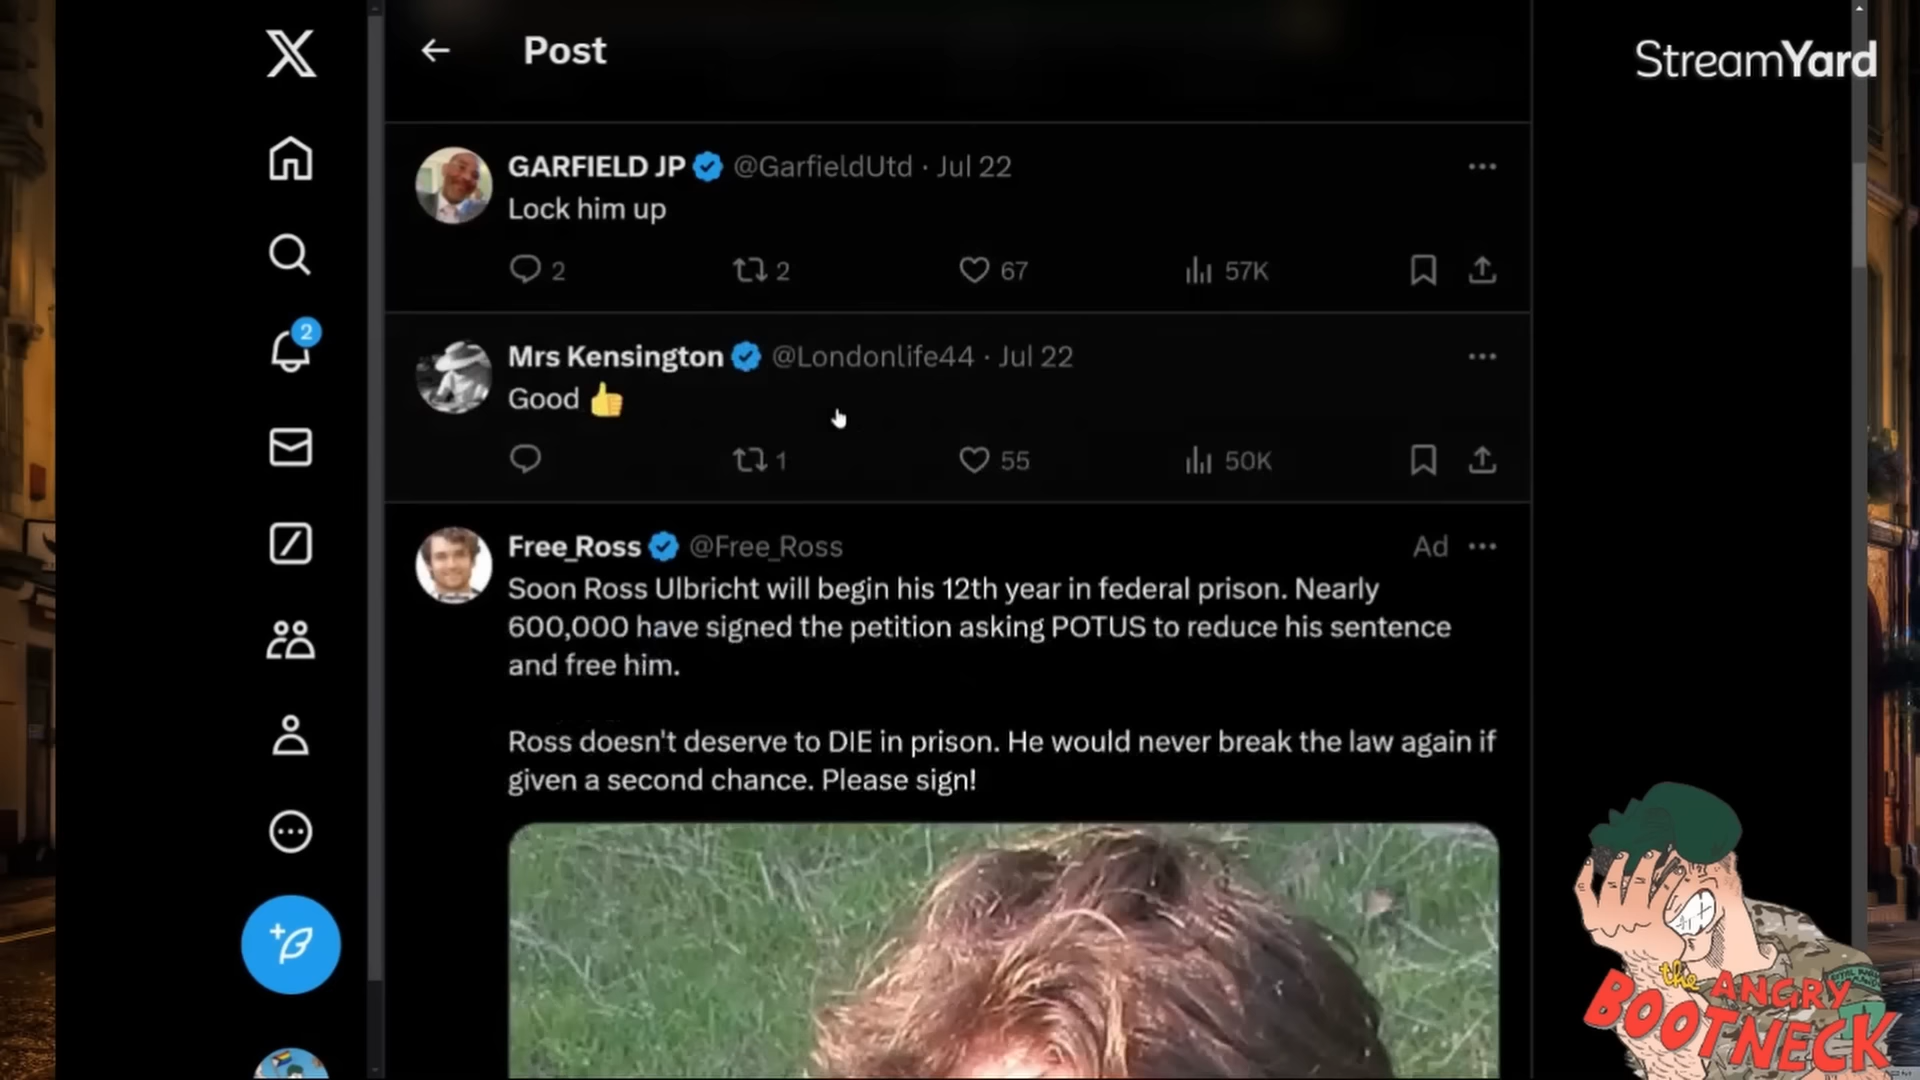 Post
StreamYard
GARFIELD JP @GarfieldUtd · Jul 22
Lock him up
2 2 67 57K
2
Mrs Kensington @Londonlife44 · Jul 22
Good 👍
1 55 50K
Free_Ross @Free_Ross Ad
Soon Ross Ulbricht will begin his 12th year in federal prison. Nearly
600,000 have signed the petition asking POTUS to reduce his sentence
and free him.
Ross doesn't deserve to DIE in prison. He would never break the law again if
given a second chance. Please sign!
the ANGRY
BOOTNECK